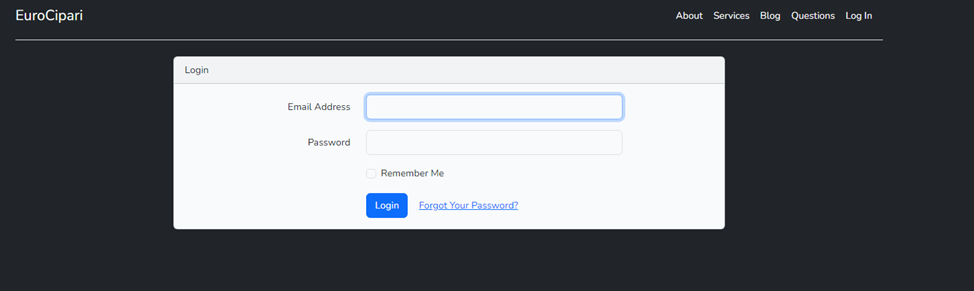 EuroCipari
About Services Blog Questions Log In
Login
Email Address
Password
Remember Me
Login Forgot Your Password?